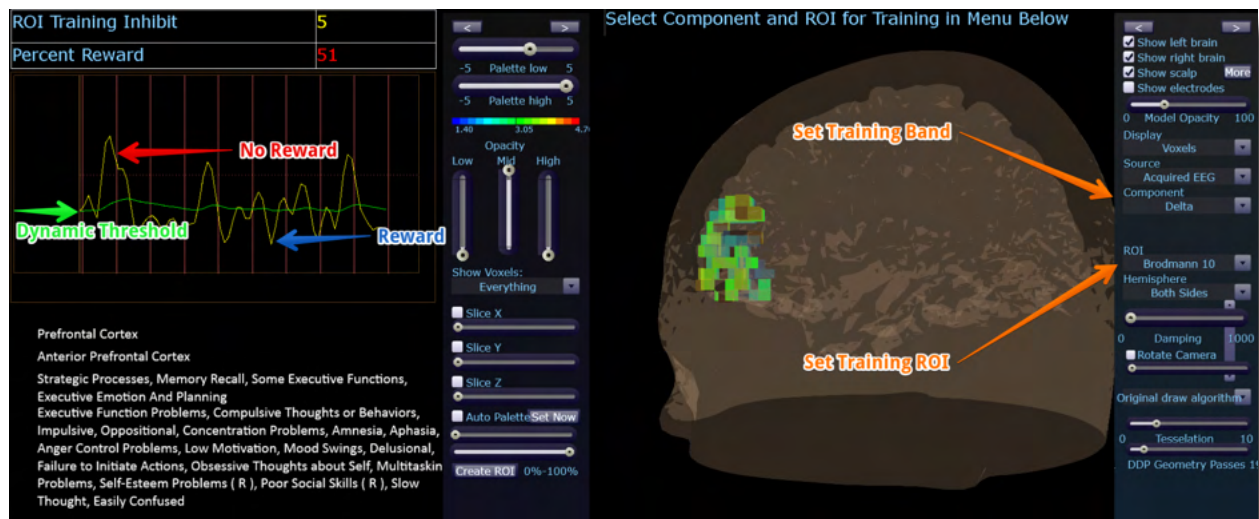 ROI Training Inhibit 5
Percent Reward 51
No Reward
Dynamic Threshold
Reward
Prefrontal Cortex
Anterior Prefrontal Cortex
Strategic Processes, Memory Recall, Some Executive Functions,
Executive Emotion And Planning
Executive Function Problems, Compulsive Thoughts or Behaviors,
Impulsive, Oppositional, Concentration Problems, Amnesia, Aphasia,
Anger Control Problems, Low Motivation, Mood Swings, Delusional,
Failure to Initiate Actions, Obsessive Thoughts about Self, Multitaskin
Problems, Self-Esteem Problems ( R ), Poor Social Skills ( R ), Slow
Thought, Easily Confused
< >
-5 Palette low 5
-5 Palette high 5
1.40 3.05 4.7
Opacity
Low Mid High
Show Voxels:
Everything
Slice X
Slice Y
Slice Z
Auto Palette Set Now
Create ROI 0%-100%
Select Component and ROI for Training in Menu Below
Set Training Band
Set Training ROI
< >
Show left brain
Show right brain
Show scalp More
Show electrodes
0 Model Opacity 100
Display
Voxels
Source
Acquired EEG
Component
Delta
ROI
Brodmann 10
Hemisphere
Both Sides
0 Damping 1000
Rotate Camera
Original draw algorithm
0 Tesselation 10
DDP Geometry Passes 1